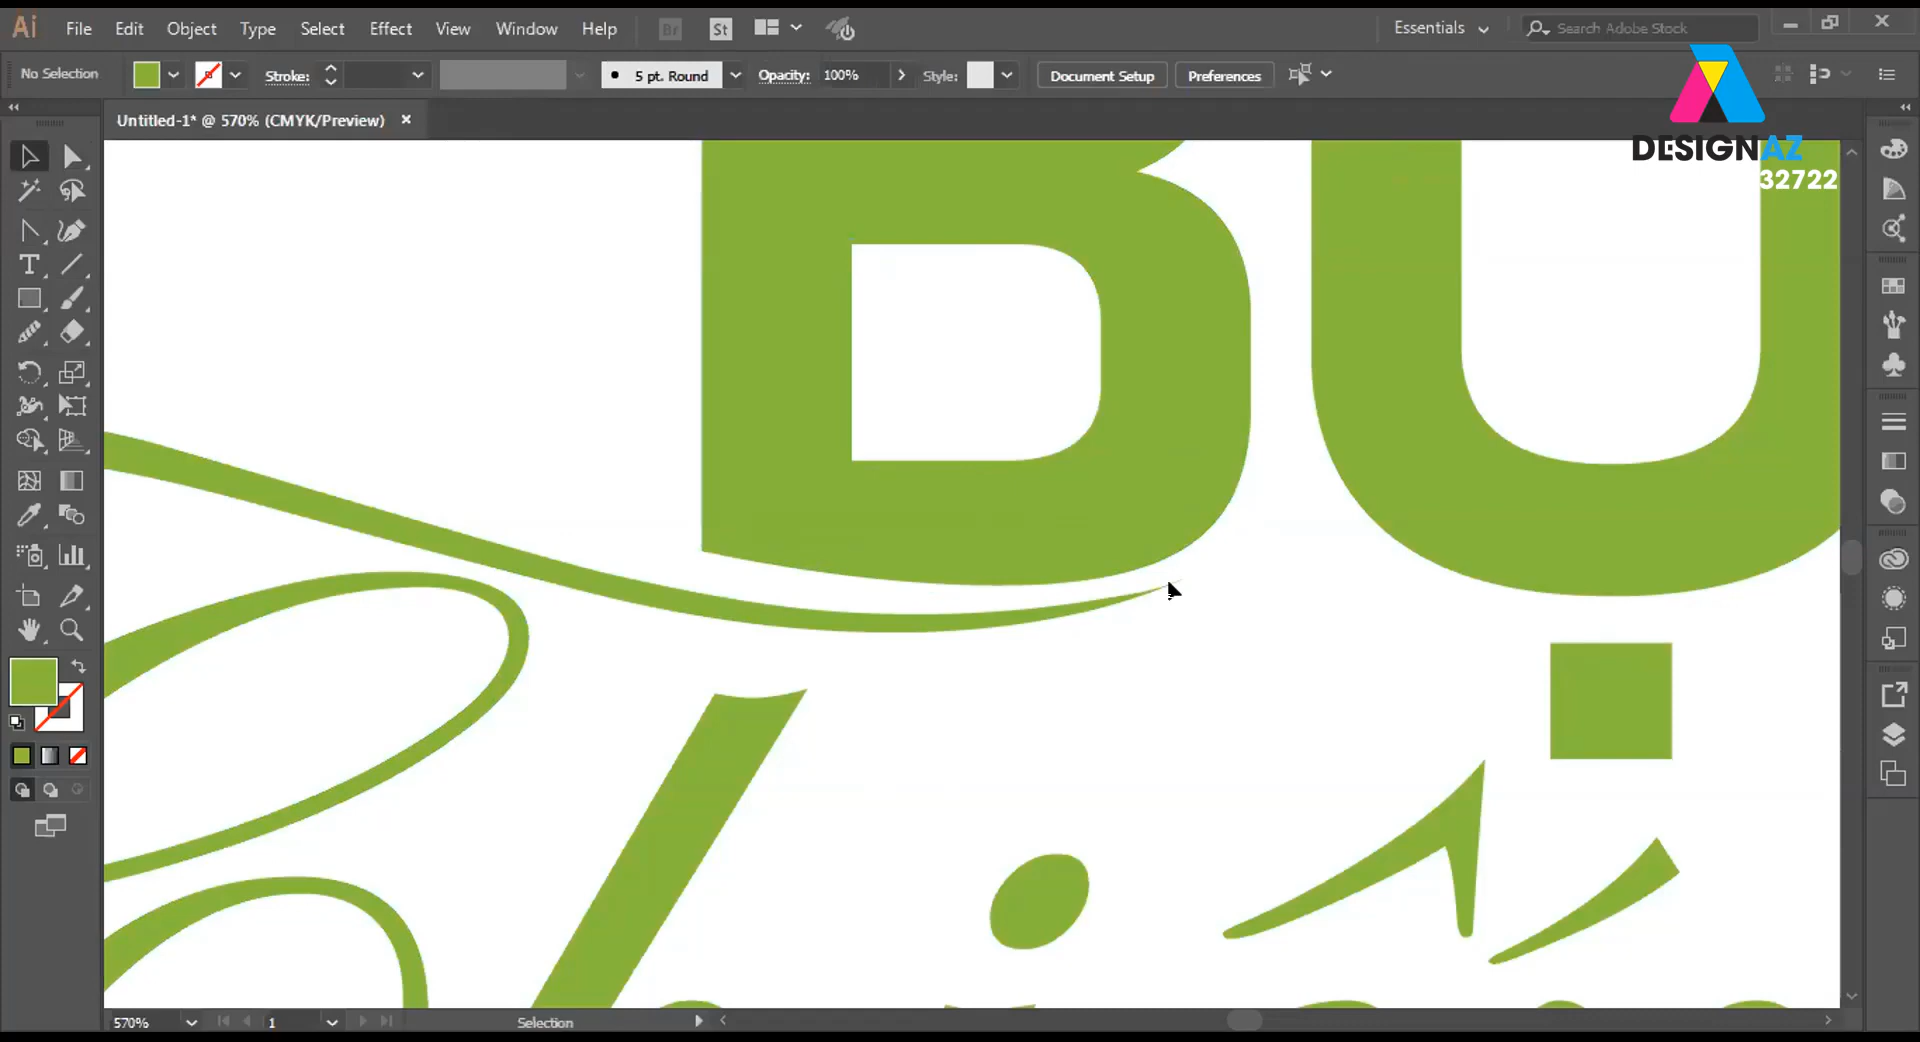 Ai File Edit Object Type Select Effect View Window Help Br St Essentials Search Adobe Stock
No Selection Stroke: 5 pt. Round Opacity: 100% Style: Document Setup Preferences
Untitled-1* @ 570% (CMYK/Preview)
DESIGNAZ
32722
BU
570% 1 Selection